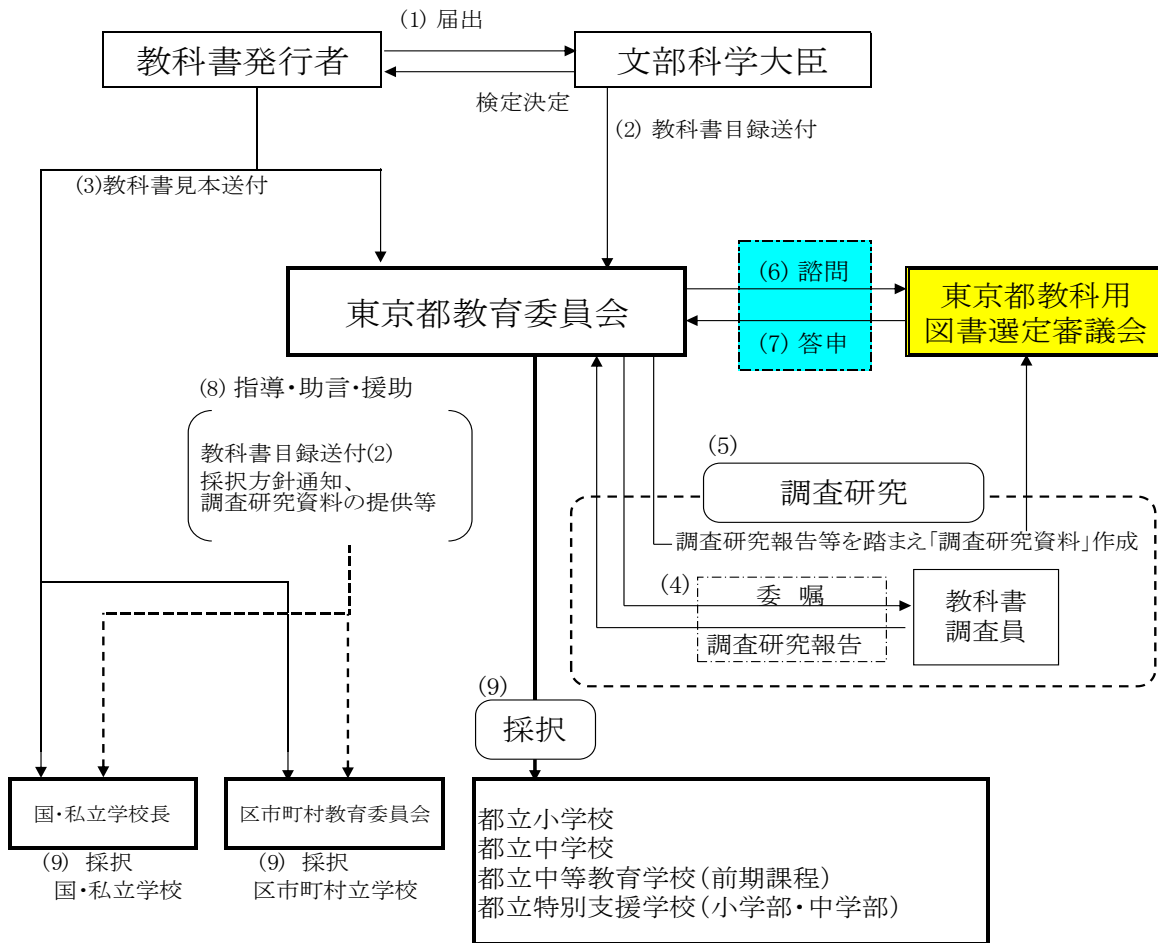 (1) 届出
教科書発行者
文部科学大臣
検定決定
(2) 教科書目録送付
(3)教科書見本送付
東京都教育委員会
(6) 諮問
(7) 答申
東京都教科用
図書選定審議会
(8) 指導・助言・援助
教科書目録送付(2)
採択方針通知、
調査研究資料の提供等
(5)
調査研究
調査研究報告等を踏まえ「調査研究資料」作成
(4)
委 嘱
調査研究報告
教科書
調査員
(9)
採択
国・私立学校長
(9) 採択
国・私立学校
区市町村教育委員会
(9) 採択
区市町村立学校
都立小学校
都立中学校
都立中等教育学校(前期課程)
都立特別支援学校(小学部・中学部)